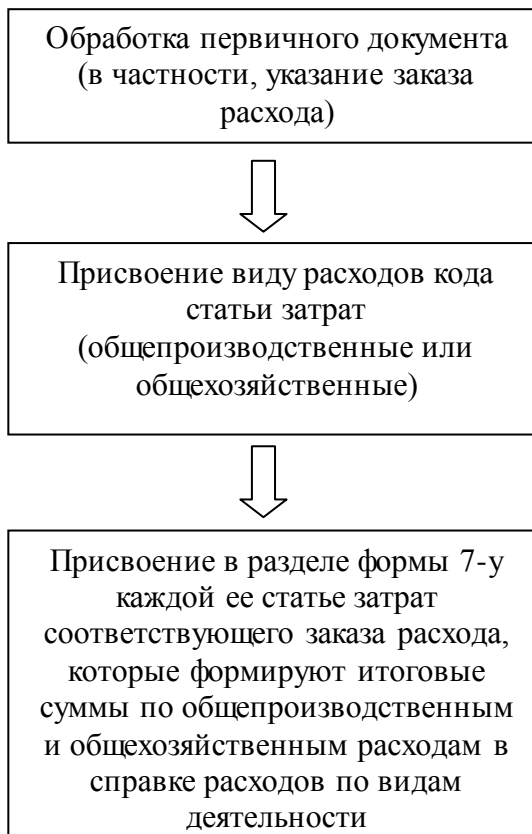 Обработка первичного документа
(в частности, указание заказа
расхода)
Присвоение виду расходов кода
статьи затрат
(общепроизводственные или
общехозяйственные)
Присвоение в разделе формы 7-у
каждой ее статье затрат
соответствующего заказа расхода,
которые формируют итоговые
суммы по общепроизводственным
и общехозяйственным расходам в
справке расходов по видам
деятельности